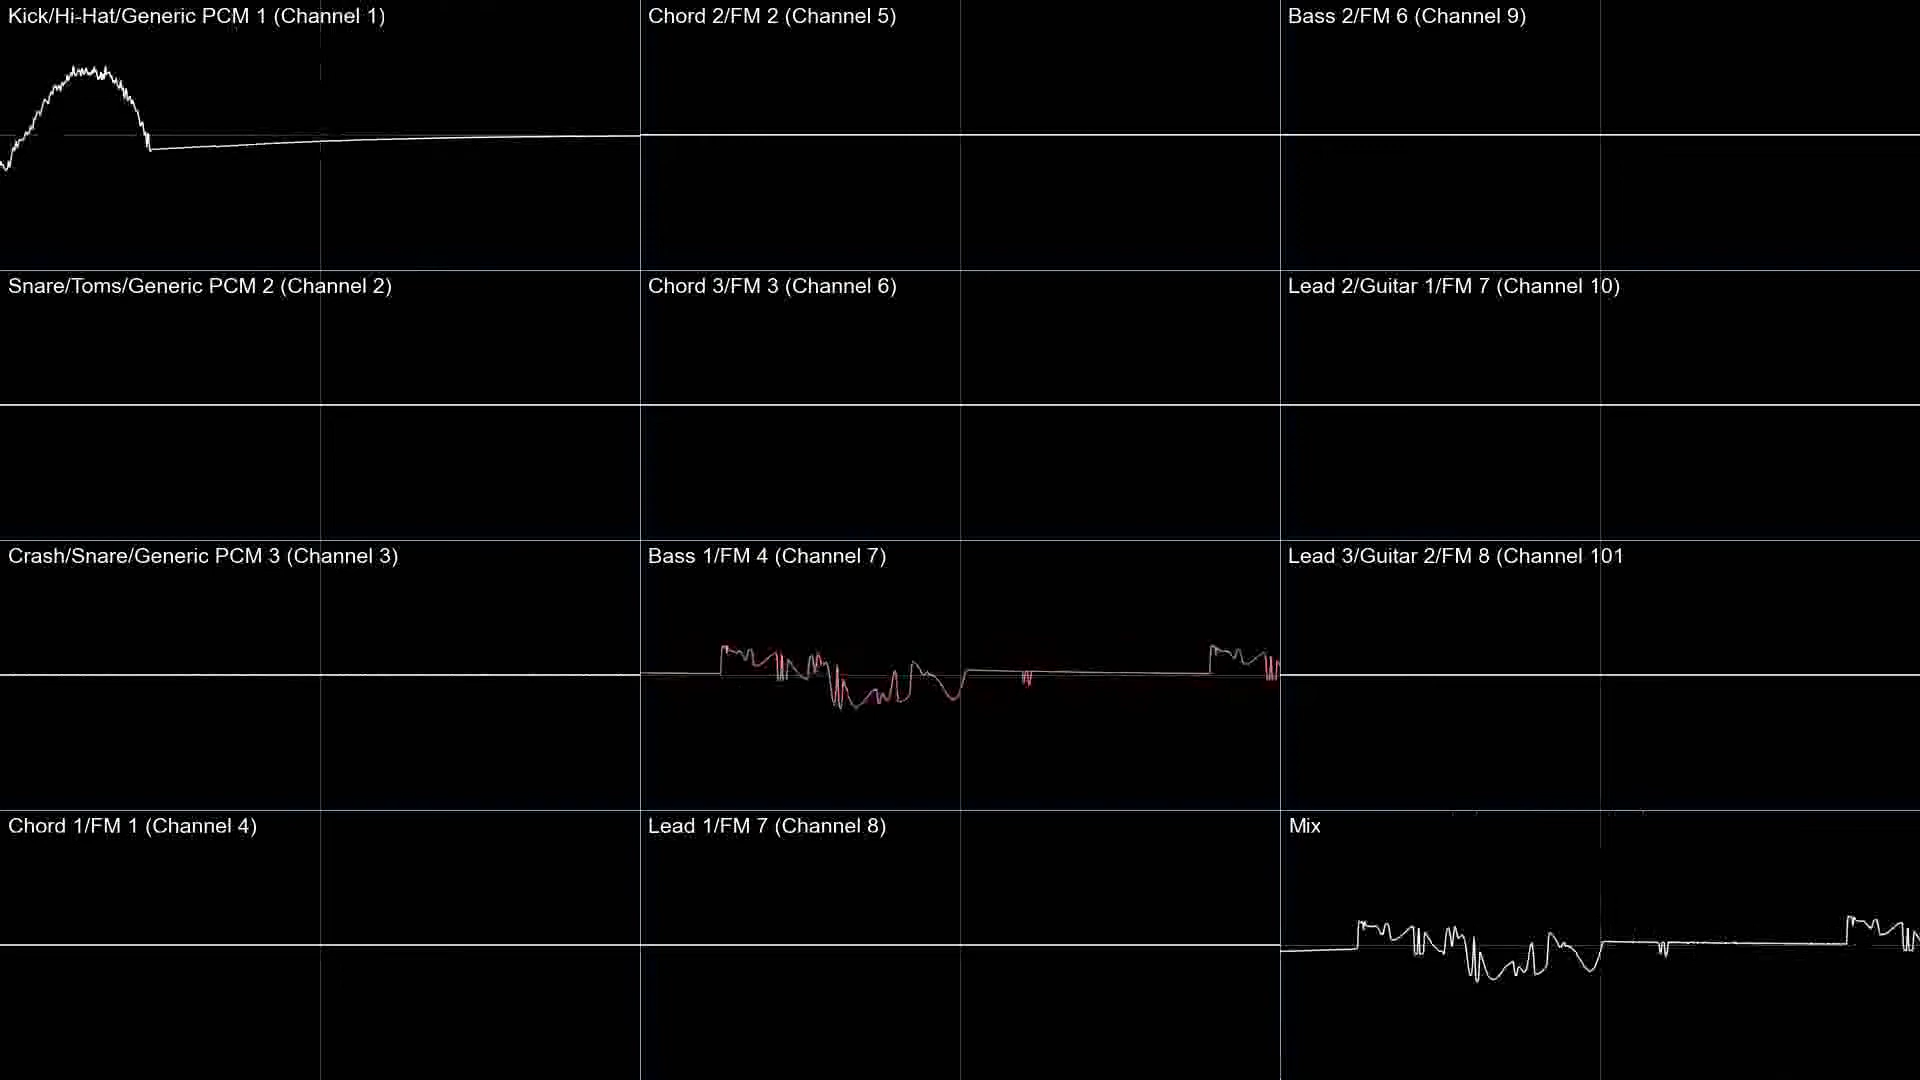 Kick/Hi-Hat/Generic PCM 1 (Channel 1)
Chord 2/FM 2 (Channel 5)
Bass 2/FM 6 (Channel 9)
Snare/Toms/Generic PCM 2 (Channel 2)
Chord 3/FM 3 (Channel 6)
Lead 2/Guitar 1/FM 7 (Channel 10)
Crash/Snare/Generic PCM 3 (Channel 3)
Bass 1/FM 4 (Channel 7)
Lead 3/Guitar 2/FM 8 (Channel 101
Chord 1/FM 1 (Channel 4)
Lead 1/FM 7 (Channel 8)
Mix